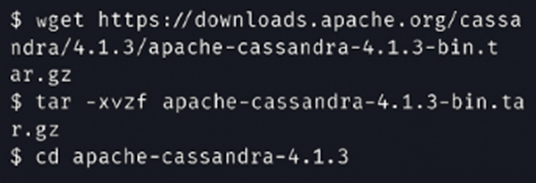 $ wget https://downloads.apache.org/cassa
ndra/4.1.3/apache-cassandra-4.1.3-bin.t
ar.gz
$ tar -xvzf apache-cassandra-4.1.3-bin.ta
r.gz
$ cd apache-cassandra-4.1.3